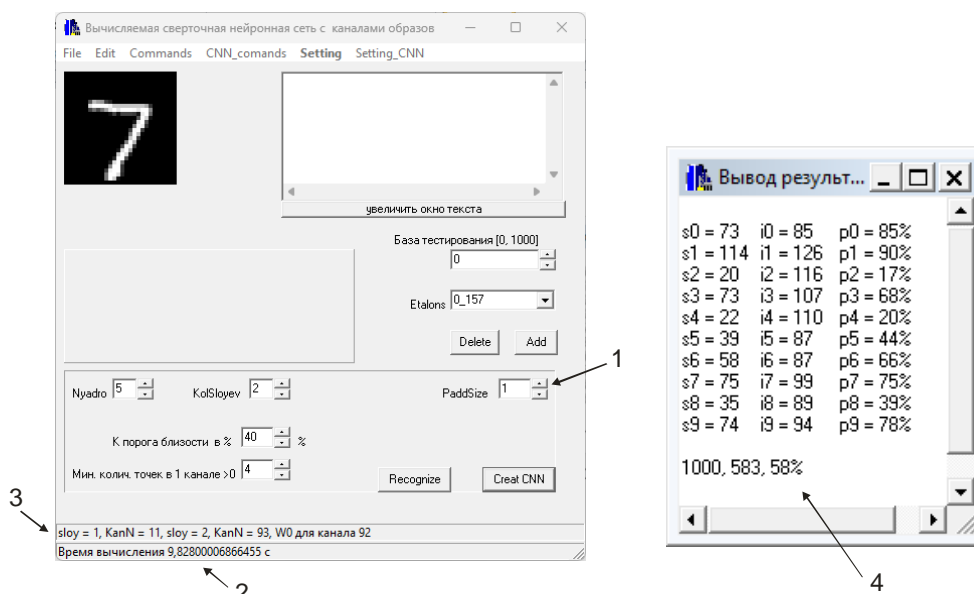 Вычисляемая сверточная нейронная сеть с каналами образов
File Edit Commands CNN_comands Setting Setting_CNN
увеличить окно текста
База тестирования [0, 1000]
0
Etalons 0_157
Delete Add
Nyadro 5 KolSloyev 2 PaddSize 1
К порога близости в % 40 %
Мин. колич. точек в 1 канале >0 4
Recognize Creat CNN
sloy = 1, KanN = 11, sloy = 2, KanN = 93, W0 для канала 92
Время вычисления 9,82800006866455 с
1
2
3
Вывод результ...
s0 = 73 i0 = 85 p0 = 85%
s1 = 114 i1 = 126 p1 = 90%
s2 = 20 i2 = 116 p2 = 17%
s3 = 73 i3 = 107 p3 = 68%
s4 = 22 i4 = 110 p4 = 20%
s5 = 39 i5 = 87 p5 = 44%
s6 = 58 i6 = 87 p6 = 66%
s7 = 75 i7 = 99 p7 = 75%
s8 = 35 i8 = 89 p8 = 39%
s9 = 74 i9 = 94 p9 = 78%
1000, 583, 58%
4